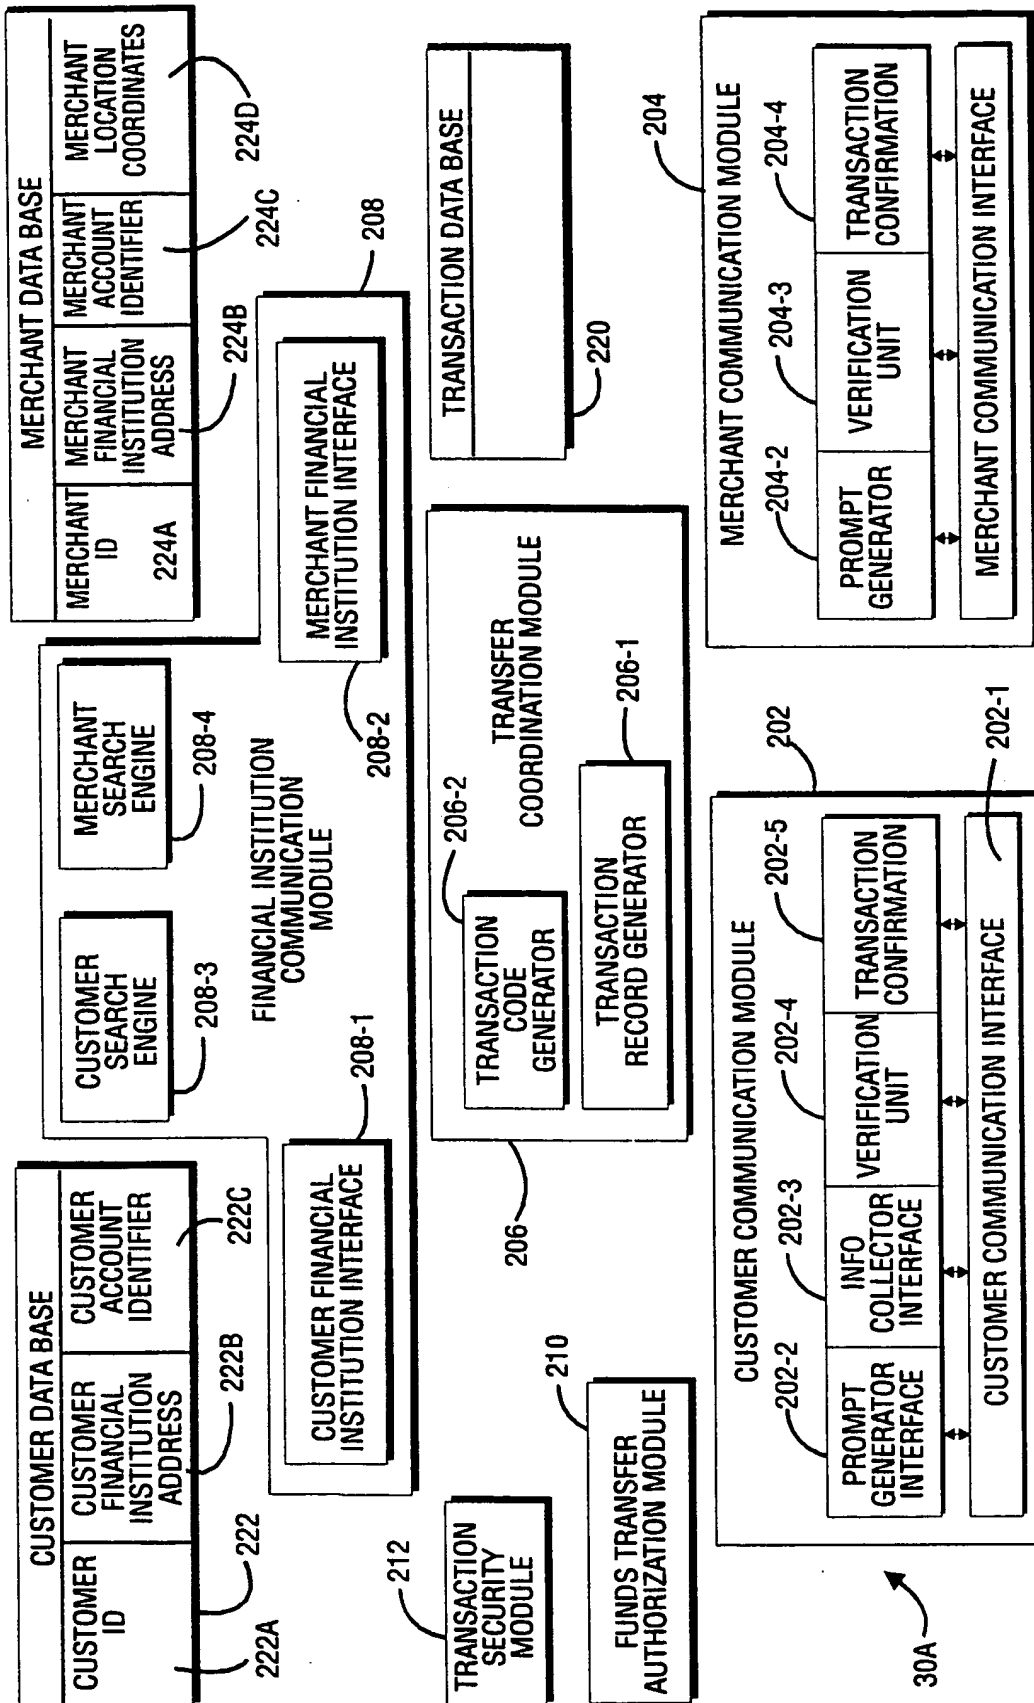 CUSTOMER DATA BASE
CUSTOMER
ID
CUSTOMER
FINANCIAL
INSTITUTION
ADDRESS
CUSTOMER
ACCOUNT
IDENTIFIER
222A
222
222B
222C
CUSTOMER
SEARCH
ENGINE
208-3
MERCHANT
SEARCH
ENGINE
208-4
FINANCIAL INSTITUTION
COMMUNICATION
MODULE
208-1
CUSTOMER FINANCIAL
INSTITUTION INTERFACE
208-2
MERCHANT FINANCIAL
INSTITUTION INTERFACE
208
MERCHANT DATA BASE
MERCHANT
ID
224A
MERCHANT
FINANCIAL
INSTITUTION
ADDRESS
MERCHANT
ACCOUNT
IDENTIFIER
MERCHANT
LOCATION
COORDINATES
224B
224C
224D
212
TRANSACTION
SECURITY
MODULE
210
FUNDS TRANSFER
AUTHORIZATION MODULE
206
206-2
TRANSACTION
CODE
GENERATOR
TRANSFER
COORDINATION MODULE
206-1
TRANSACTION
RECORD GENERATOR
TRANSACTION DATA BASE
220
30A
CUSTOMER COMMUNICATION MODULE
202
202-2
202-3
202-4
202-5
PROMPT
GENERATOR
INTERFACE
INFO
COLLECTOR
INTERFACE
VERIFICATION
UNIT
TRANSACTION
CONFIRMATION
CUSTOMER COMMUNICATION INTERFACE
202-1
MERCHANT COMMUNICATION MODULE
204
204-2
204-3
204-4
PROMPT
GENERATOR
VERIFICATION
UNIT
TRANSACTION
CONFIRMATION
MERCHANT COMMUNICATION INTERFACE